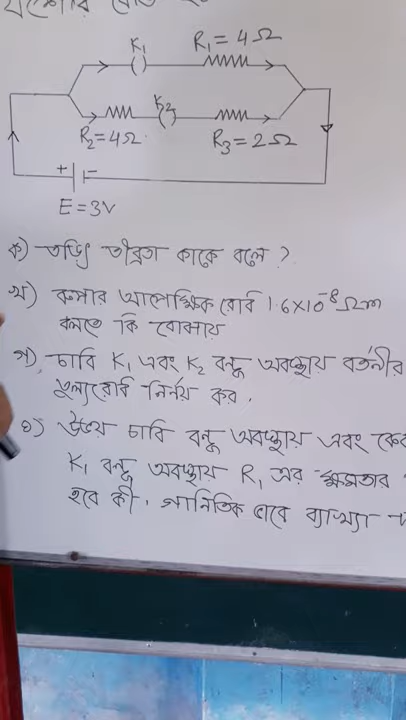 যশোর বোর্ড
K₁ R₁ = 4Ω
K₂
R₂ = 4Ω R₃ = 2Ω
+ -
E = 3V
ক) তড়িৎ তীব্রতা কাকে বলে ?
খ) রূপার আপেক্ষিক রোধ 1.6×10⁻⁸ Ωm
বলতে কি বোঝায়
গ) চাবি K₁ এবং K₂ বন্ধ অবস্থায় বর্তনীর
তুল্যরোধ নির্নয় কর.
ঘ) উভয় চাবি বন্ধ অবস্থায় এবং
K₁ বন্ধ অবস্থায় R₁ এর ক্ষমতার
হবে কী. গানিতিক ভাবে ব্যাখ্যা